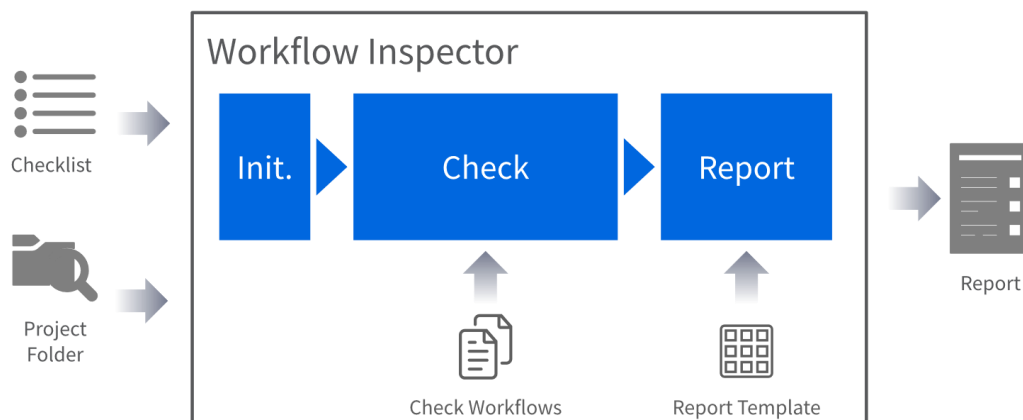 Workflow Inspector
Checklist
Init.
Check
Report
Project
Folder
Report
Check Workflows
Report Template